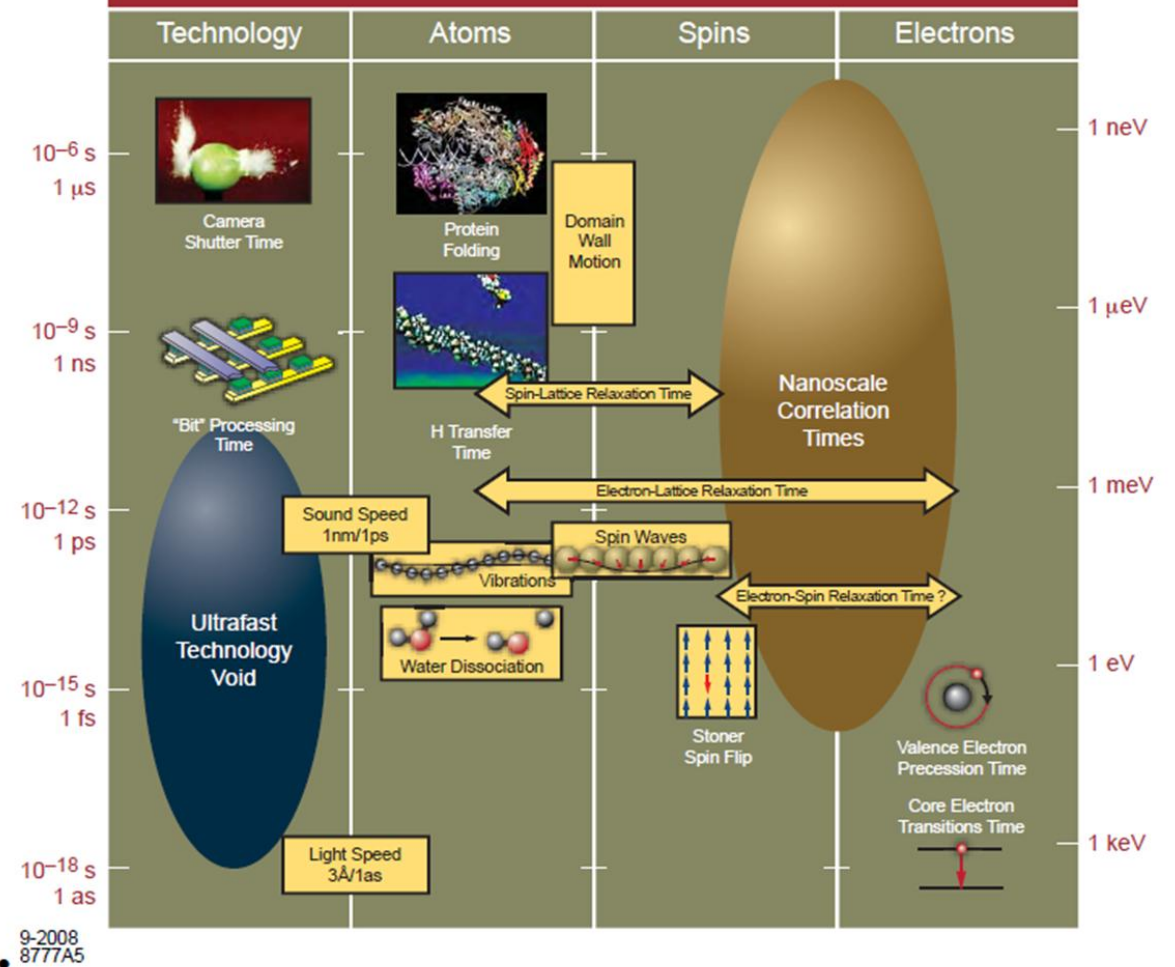 Technology
Atoms
Spins
Electrons
10⁻⁶ s
1 µs
10⁻⁹ s
1 ns
10⁻¹² s
1 ps
10⁻¹⁵ s
1 fs
10⁻¹⁸ s
1 as
Camera
Shutter Time
"Bit" Processing
Time
Ultrafast
Technology
Void
Sound Speed
1nm/1ps
Light Speed
3Å/1as
Protein
Folding
H Transfer
Time
Vibrations
Water Dissociation
Domain
Wall
Motion
Spin-Lattice Relaxation Time
Electron-Lattice Relaxation Time
Spin Waves
Electron-Spin Relaxation Time ?
Stoner
Spin Flip
Nanoscale
Correlation
Times
Valence Electron
Precession Time
Core Electron
Transitions Time
1 neV
1 µeV
1 meV
1 eV
1 keV
9-2008
8777A5